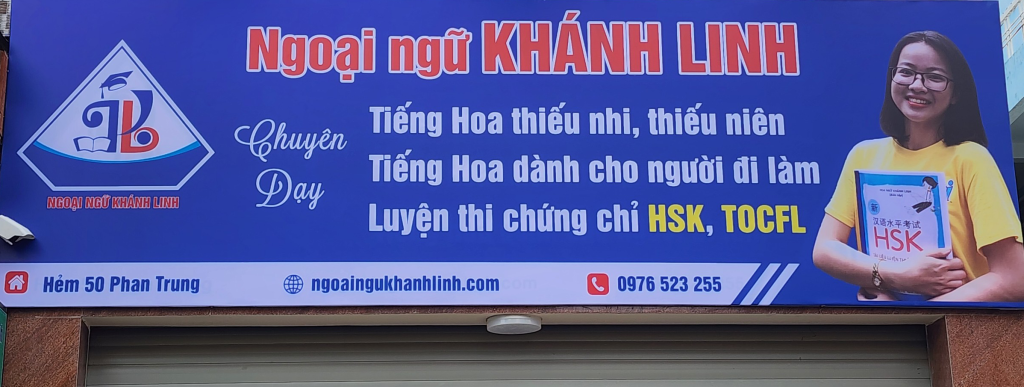 Ngoại ngữ KHÁNH LINH
NGOẠI NGỮ KHÁNH LINH
Chuyên
Dạy
Tiếng Hoa thiếu nhi, thiếu niên
Tiếng Hoa dành cho người đi làm
Luyện thi chứng chỉ HSK, TOCFL
新
汉语水平考试
HSK
Hẻm 50 Phan Trung
ngoaingukhanhlinh.com
0976 523 255